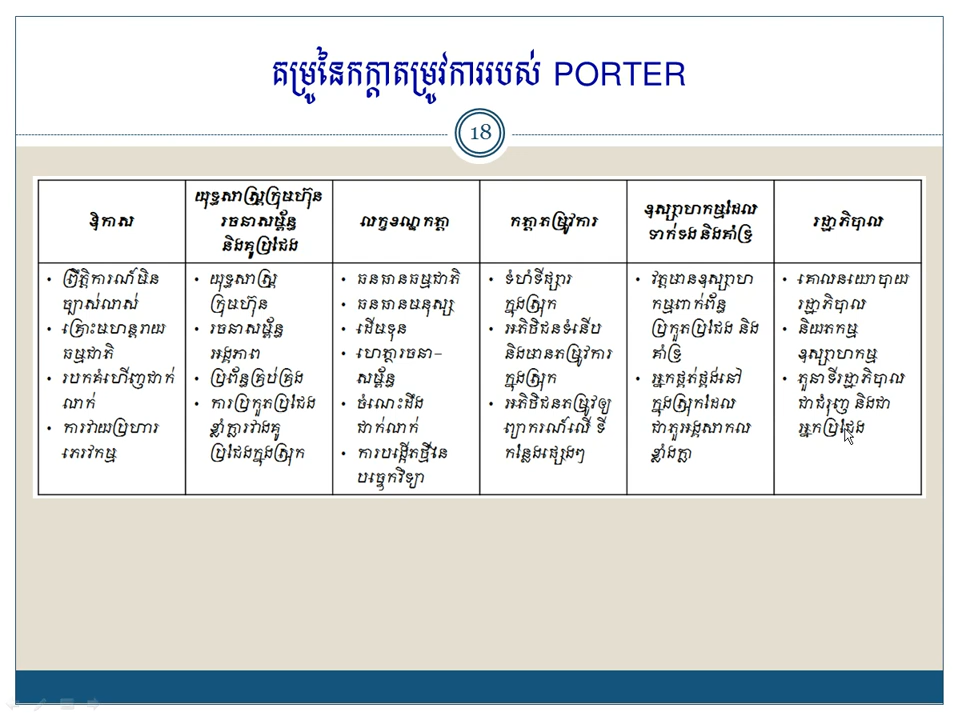 គម្រូនៃកក្តាតម្រូវការរបស់ PORTER
18
ឱកាស
យុទ្ធសាស្ត្រក្រុមហ៊ុន
រចនាសម្ព័ន្ធ
និងគូប្រជែង
លក្ខខណ្ឌកត្តា
កត្តាតម្រូវការ
ឧស្សាហកម្មដែល
ទាក់ទង និងគាំទ្រ
រដ្ឋាភិបាល
• ព្រឹត្តិការណ៍មិន
ច្បាស់លាស់
• គ្រោះមហន្តរាយ
ធម្មជាតិ
• របកគំហើញជាក់
លាក់
• ការវាយប្រហារ
ភេរវកម្ម
• យុទ្ធសាស្ត្រ
ក្រុមហ៊ុន
• រចនាសម្ព័ន្ធ
អង្គភាព
• ប្រព័ន្ធគ្រប់គ្រង
• ការប្រកួតប្រជែង
ខ្លាំងក្លារវាងគូ
ប្រជែងក្នុងស្រុក
• ធនធានធម្មជាតិ
• ធនធានមនុស្ស
• ដើមទុន
• ហេដ្ឋារចនា-
សម្ព័ន្ធ
• ចំណេះដឹង
ជាក់លាក់
• ការបង្កើតថ្មីនៃ
បច្ចេកវិទ្យា
• ទំហំទីផ្សារ
ក្នុងស្រុក
• អតិថិជនទំនើប
និងមានតម្រូវការ
ក្នុងស្រុក
• អតិថិជនតម្រូវឲ្យ
ព្យាករណ៍លើ ទី
កន្លែងផ្សេងៗ
• វត្តមានឧស្សាហ
កម្មពាក់ព័ន្ធ
ប្រកួតប្រជែង និង
គាំទ្រ
• អ្នកផ្គត់ផ្គង់នៅ
ក្នុងស្រុកដែល
ជាតួអង្គសាកល
ខ្លាំងក្លា
• គោលនយោបាយ
រដ្ឋាភិបាល
• និយតកម្ម
ឧស្សាហកម្ម
• តួនាទីរដ្ឋាភិបាល
ជាជំរុញ និងជា
អ្នកប្រជែង